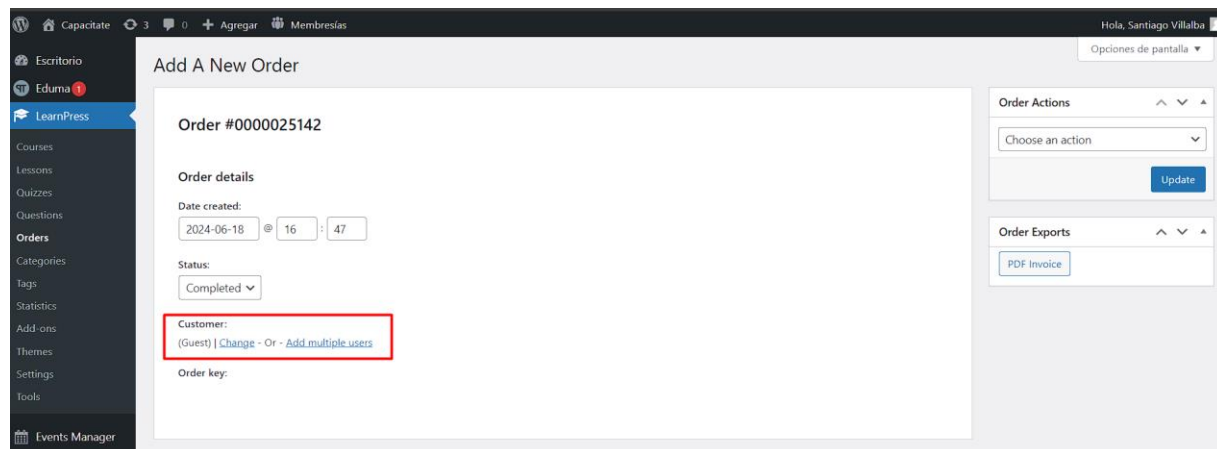 Capacitate 3 0 + Agregar Membresías
Hola, Santiago Villalba
Opciones de pantalla ▼
Escritorio
Eduma 1
LearnPress
Courses
Lessons
Quizzes
Questions
Orders
Categories
Tags
Statistics
Add-ons
Themes
Settings
Tools
Events Manager
Add A New Order
Order #0000025142
Order details
Date created:
2024-06-18 @ 16 : 47
Status:
Completed
Customer:
(Guest) | Change - Or - Add multiple users
Order key:
Order Actions
Choose an action
Update
Order Exports
PDF Invoice